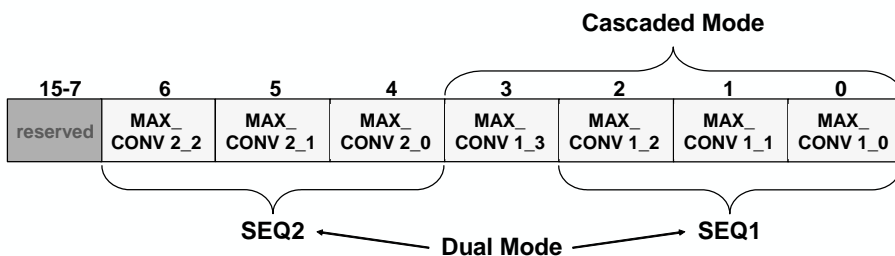 Cascaded Mode
15-7 6 5 4 3 2 1 0
reserved MAX_ MAX_ MAX_ MAX_ MAX_ MAX_ MAX_
CONV 2_2 CONV 2_1 CONV 2_0 CONV 1_3 CONV 1_2 CONV 1_1 CONV 1_0
SEQ2 SEQ1
Dual Mode